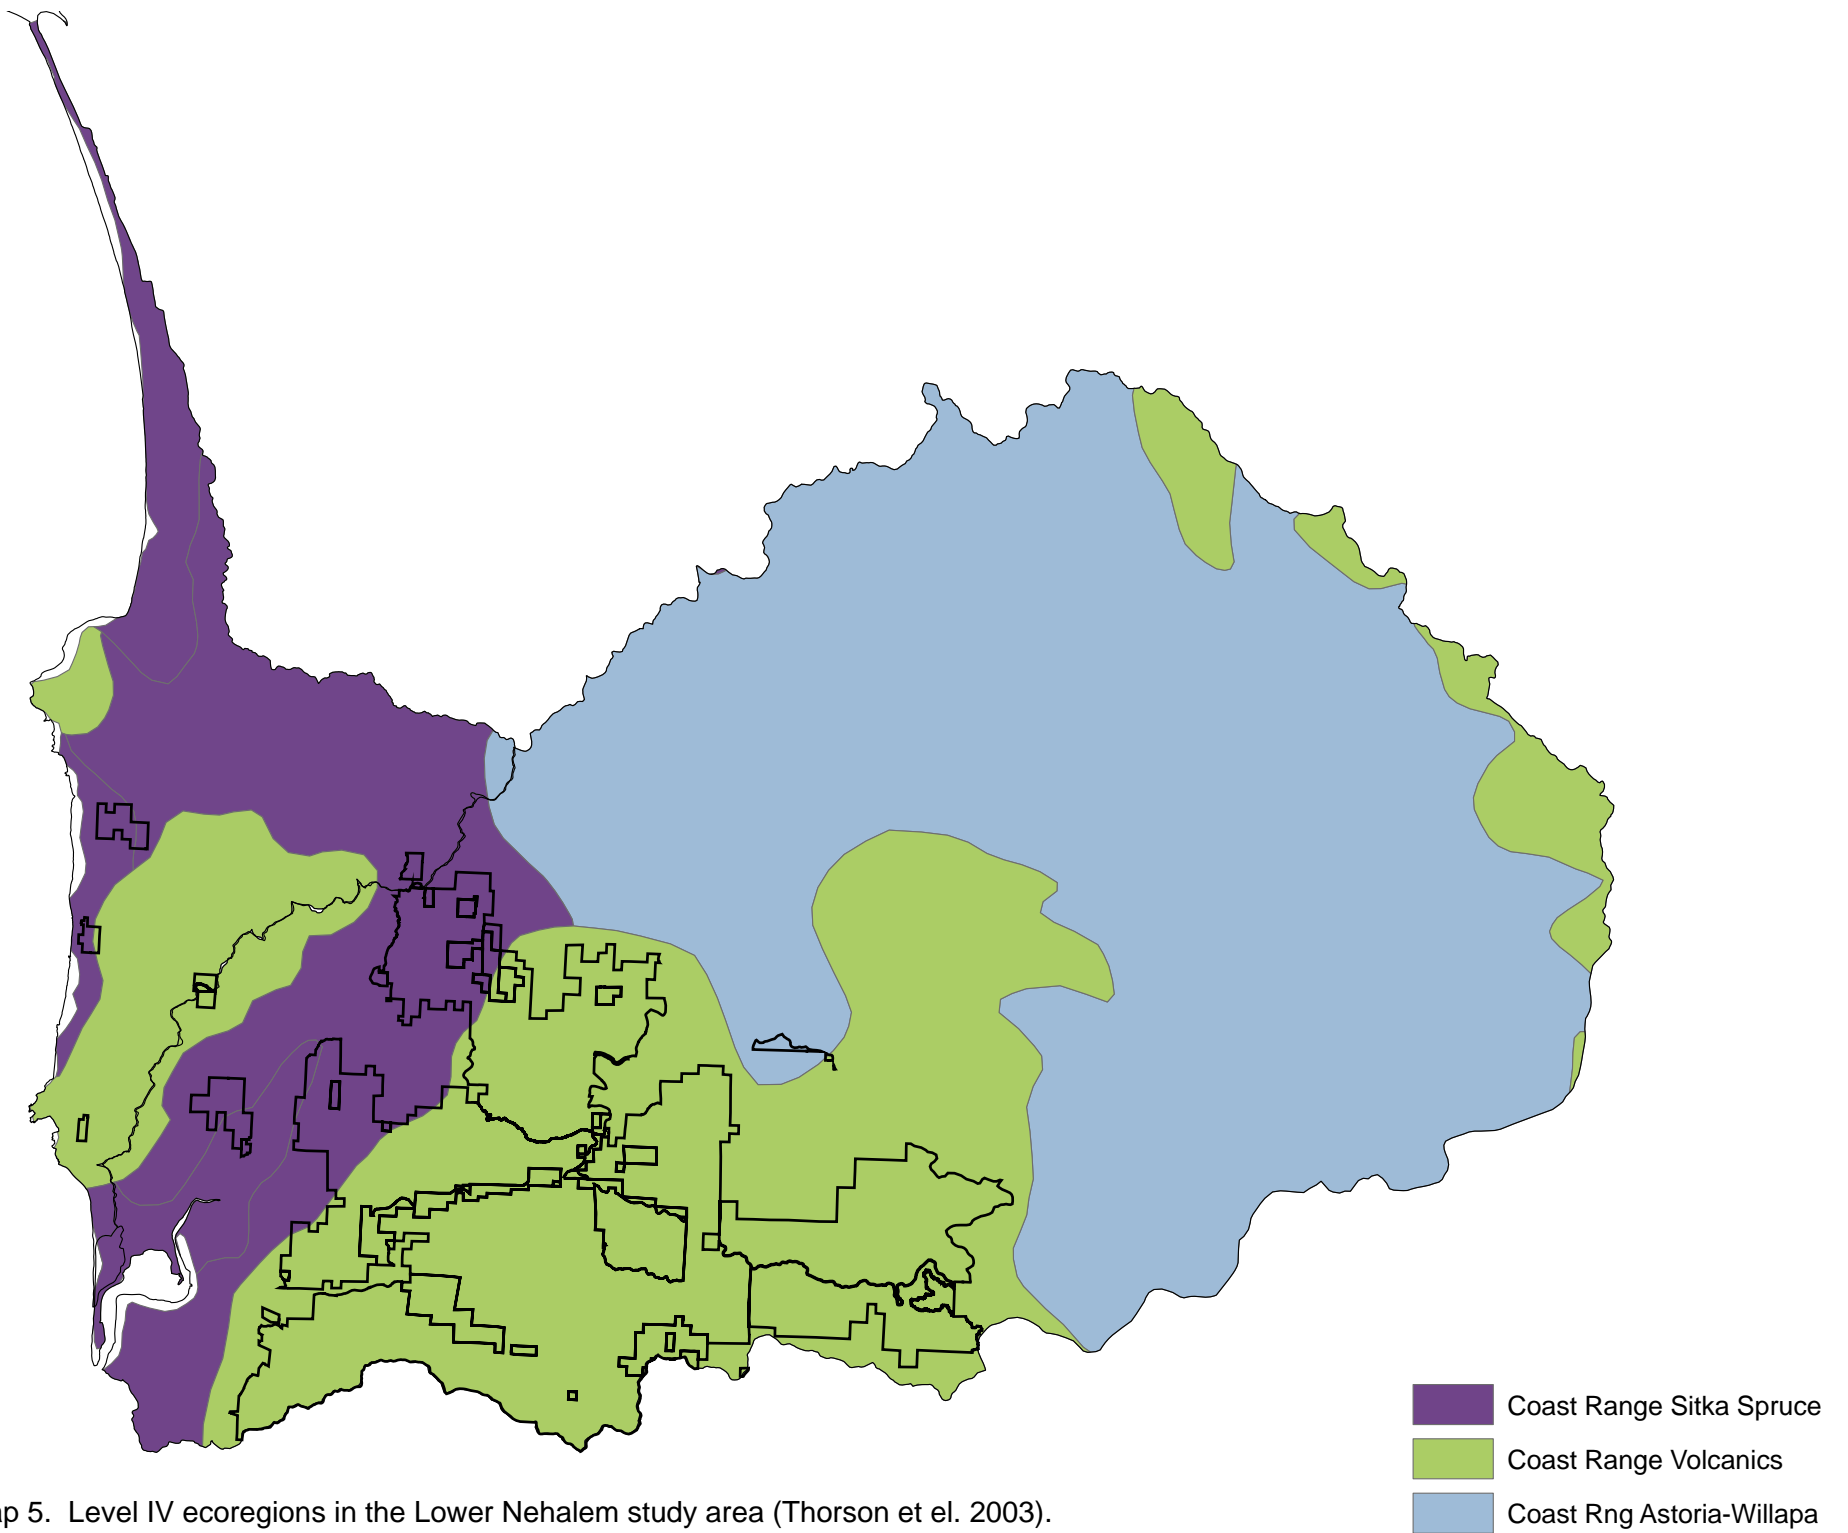 Coast Range Sitka Spruce
Coast Range Volcanics
ap 5.  Level IV ecoregions in the Lower Nehalem study area (Thorson et el. 2003).
Coast Rng Astoria-Willapa